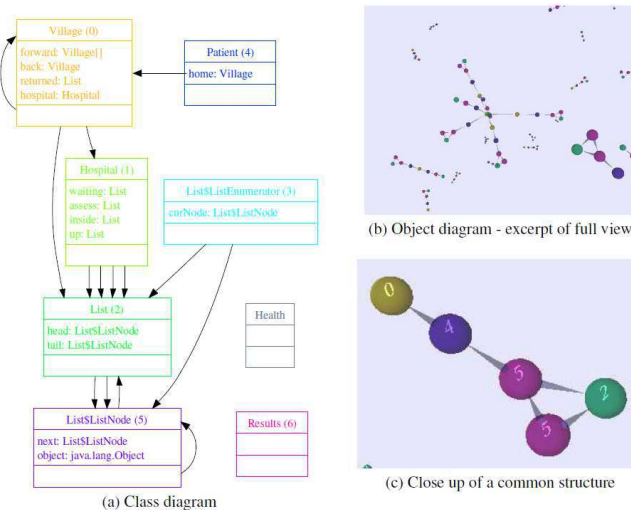 Village (0)
forward: Village[]
back: Village
returned: List
hospital: Hospital
Patient (4)
home: Village
Hospital (1)
waiting: List
assess: List
inside: List
up: List
List$ListEnumerator (3)
curNode: List$ListNode
List (2)
head: List$ListNode
tail: List$ListNode
Health
List$ListNode (5)
next: List$ListNode
object: java.lang.Object
Results (6)
(a) Class diagram
(b) Object diagram - excerpt of full view
0
4
5
2
5
(c) Close up of a common structure